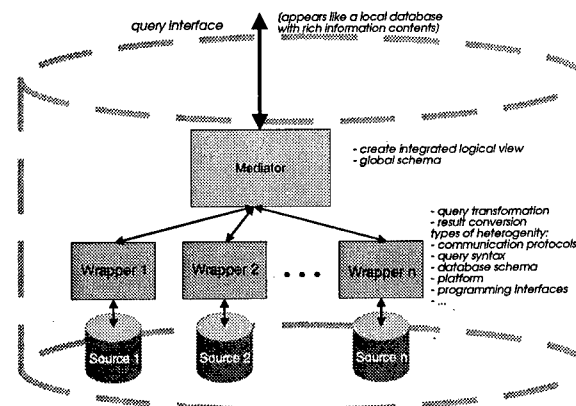 query interface
(appears like a local database
with rich information contents)
Mediator
- create integrated logical view
- global schema
- query transformation
- result conversion
types of heterogenity:
- communication protocols
- query syntax
- database schema
- platform
- programming interfaces
- ...
Wrapper 1
Wrapper 2
• • •
Wrapper n
Source 1
Source 2
Source n